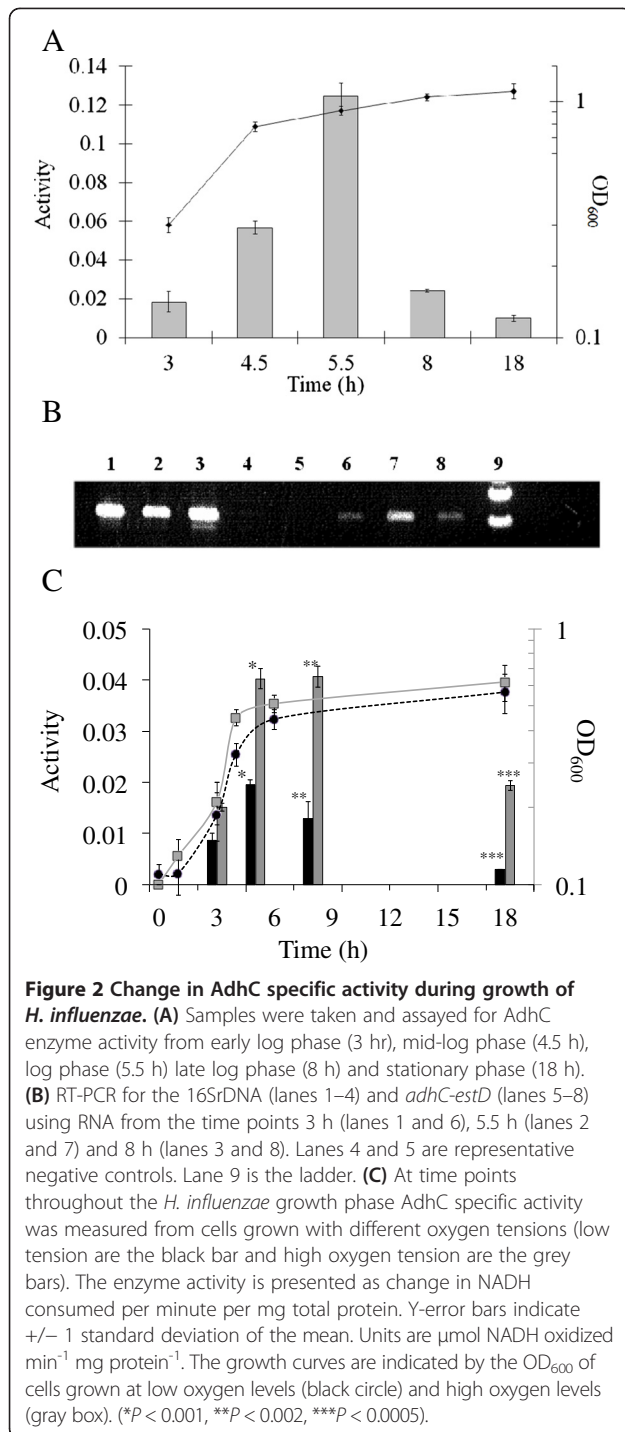 A
0.14
0.12
0.1
0.08
0.06
0.04
0.02
0
Activity
1
0.1
OD600
3 4.5 5.5 8 18
Time (h)
B
1 2 3 4 5 6 7 8 9
C
0.05
0.04
0.03
0.02
0.01
0
Activity
1
0.1
OD600
* **
* **
***
***
0 3 6 9 12 15 18
Time (h)
Figure 2 Change in AdhC specific activity during growth of
H. influenzae. (A) Samples were taken and assayed for AdhC
enzyme activity from early log phase (3 hr), mid-log phase (4.5 h),
log phase (5.5 h) late log phase (8 h) and stationary phase (18 h).
(B) RT-PCR for the 16SrDNA (lanes 1–4) and adhC-estD (lanes 5–8)
using RNA from the time points 3 h (lanes 1 and 6), 5.5 h (lanes 2
and 7) and 8 h (lanes 3 and 8). Lanes 4 and 5 are representative
negative controls. Lane 9 is the ladder. (C) At time points
throughout the H. influenzae growth phase AdhC specific activity
was measured from cells grown with different oxygen tensions (low
tension are the black bar and high oxygen tension are the grey
bars). The enzyme activity is presented as change in NADH
consumed per minute per mg total protein. Y-error bars indicate
+/− 1 standard deviation of the mean. Units are μmol NADH oxidized
min-1 mg protein-1. The growth curves are indicated by the OD600 of
cells grown at low oxygen levels (black circle) and high oxygen levels
(gray box). (*P < 0.001, **P < 0.002, ***P < 0.0005).